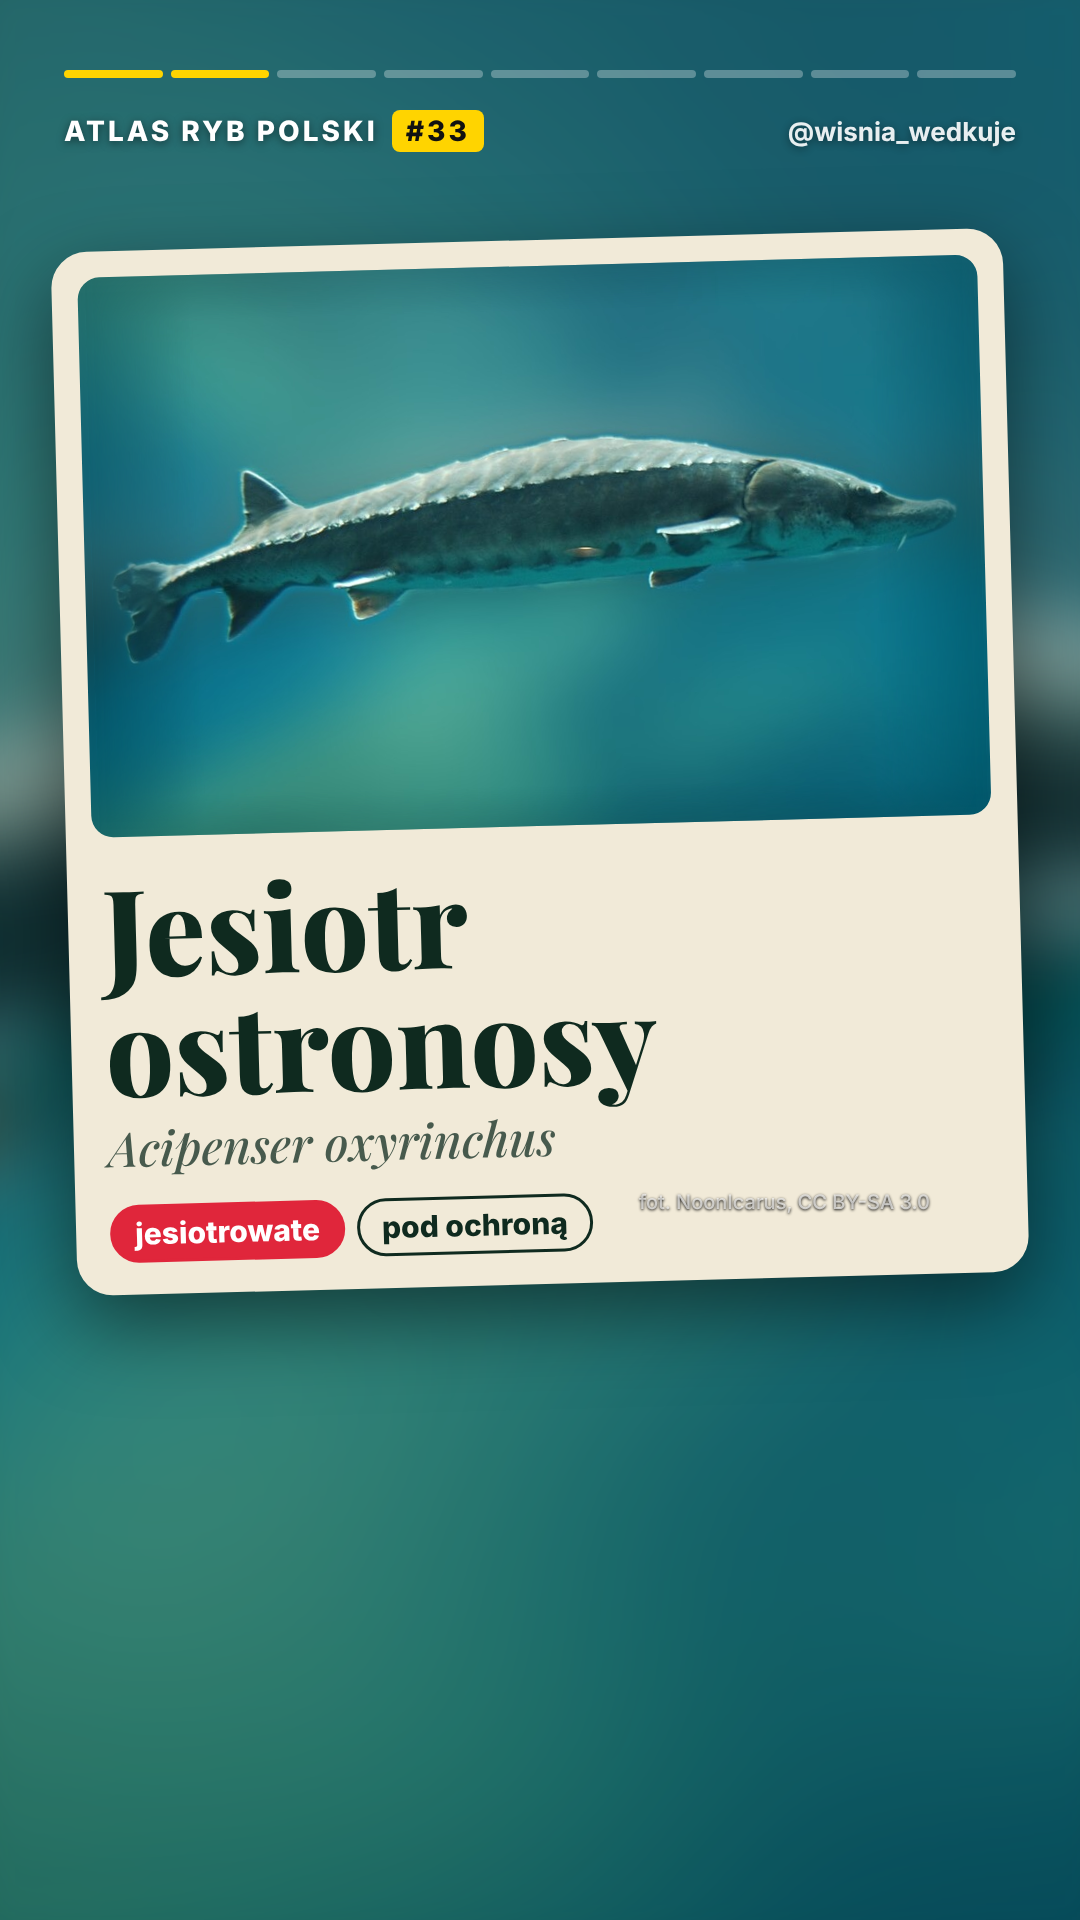 ATLAS RYB POLSKI #33
@wisnia_wedkuje
Jesiotr
ostronosy
Acipenser oxyrinchus
jesiotrowate
pod ochroną
fot. NoonIcarus, CC BY-SA 3.0